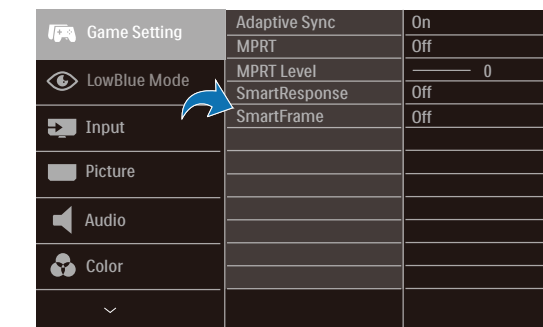 Game Setting
LowBlue Mode
Input
Picture
Audio
Color
Adaptive Sync On
MPRT Off
MPRT Level 0
SmartResponse Off
SmartFrame Off